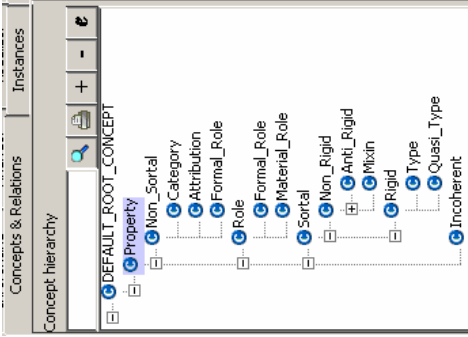 Concepts & Relations
Instances
Concept hierarchy
+ - e
DEFAULT_ROOT_CONCEPT
Property
Non_Sortal
Category
Attribution
Formal_Role
Role
Formal_Role
Material_Role
Sortal
Non_Rigid
Anti_Rigid
Mixin
Rigid
Type
Quasi_Type
Incoherent